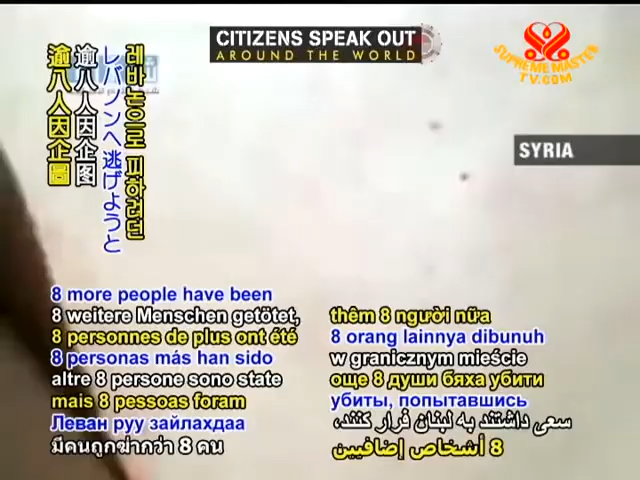 CITIZENS SPEAK OUT
AROUND THE WORLD
SUPREME MASTER
TV.COM
SYRIA
逾八人因企圖
逾八人因企图
レバノンへ逃げようと
레바논으로 피하려던
8 more people have been
8 weitere Menschen getötet,
8 personnes de plus ont été
8 personas más han sido
altre 8 persone sono state
mais 8 pessoas foram
Леван руу зайлахдаа
มีคนถูกฆ่ากว่า 8 คน
thêm 8 người nữa
8 orang lainnya dibunuh
w granicznym mieście
още 8 души бяха убити
убиты, попытавшись
سعی داشتند به لبنان فرار کنند،
8 أشخاص إضافيين